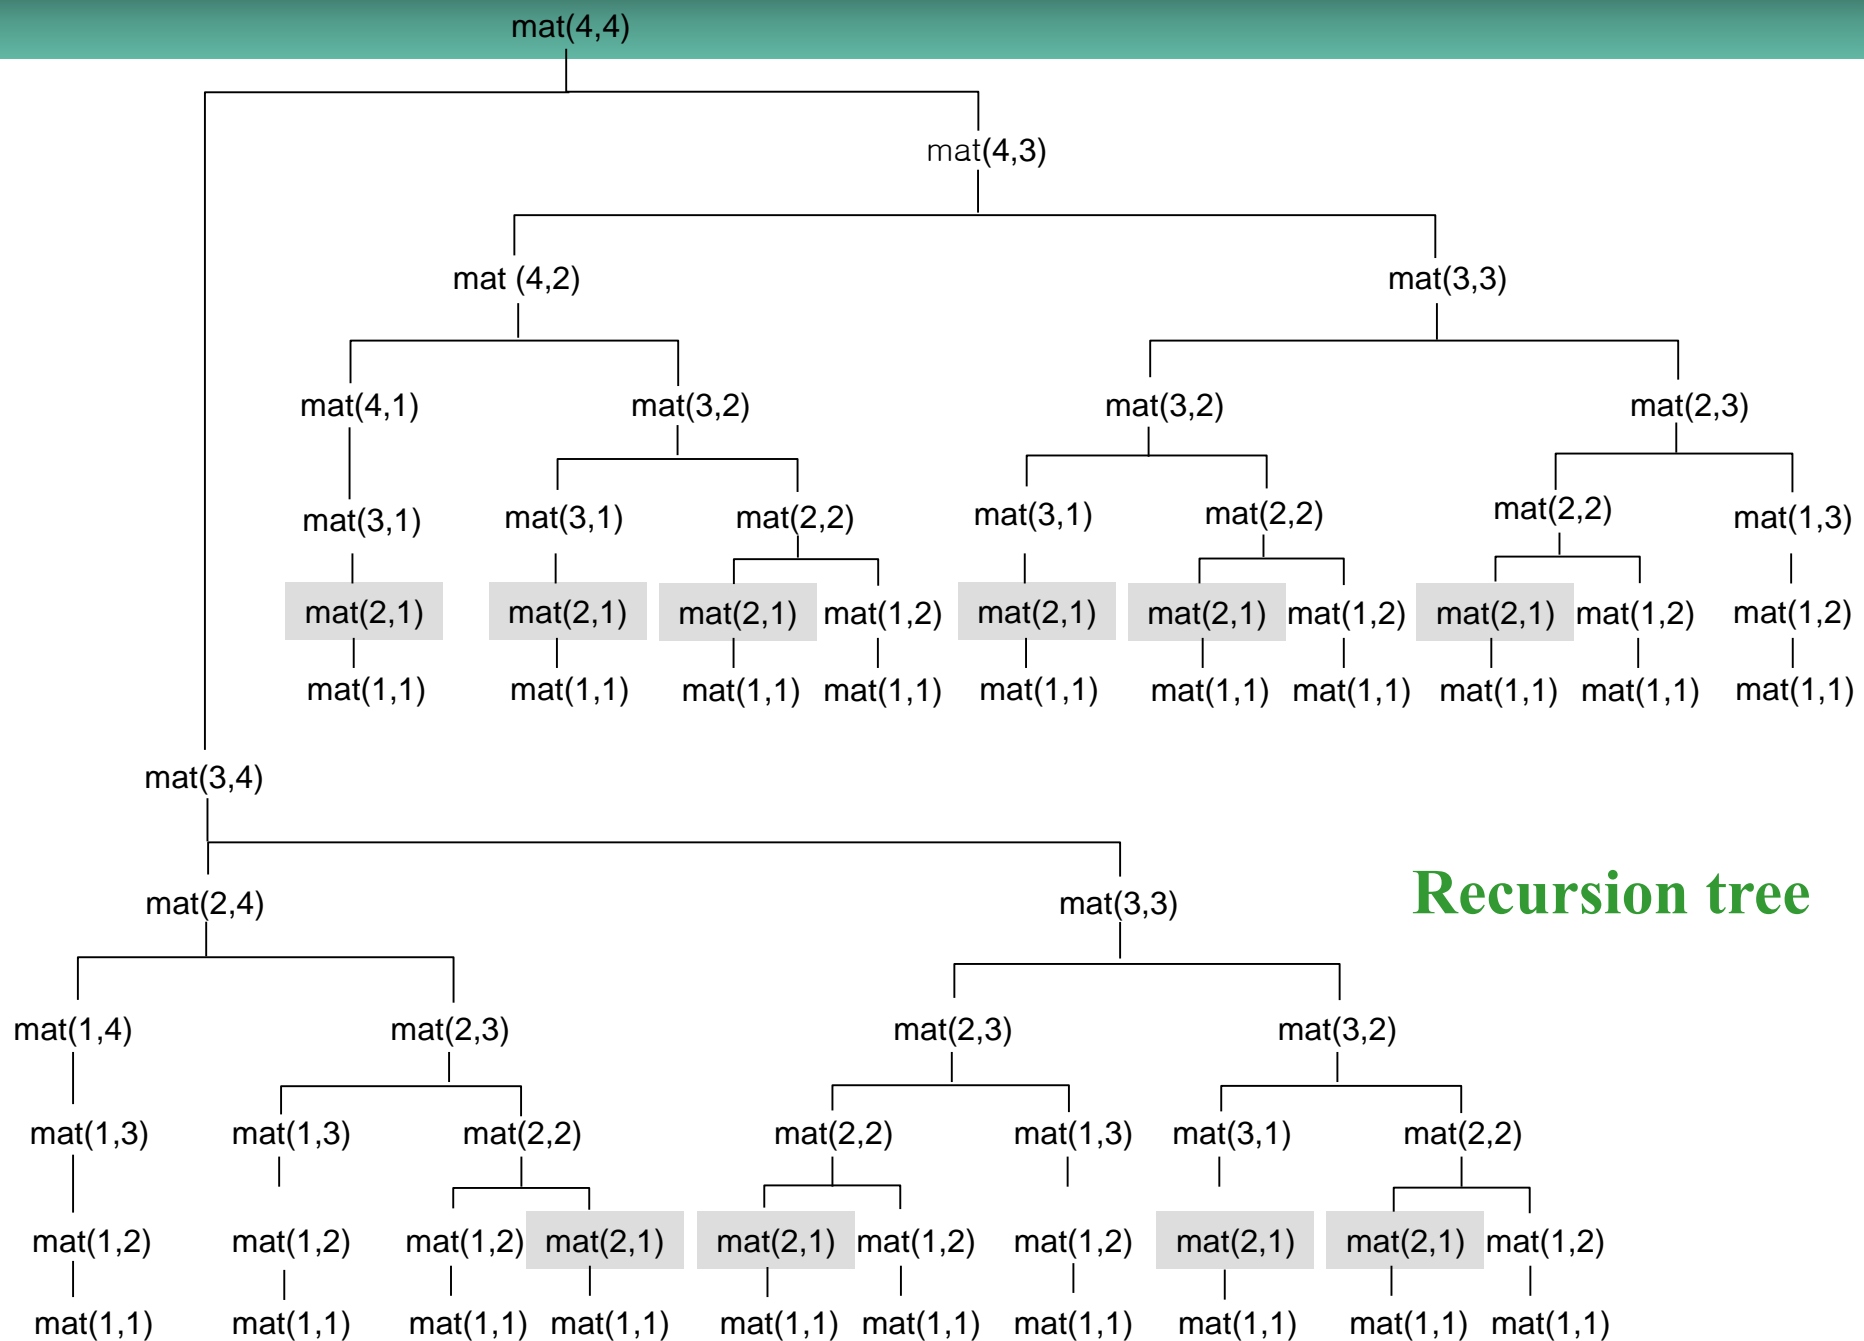 mat(4,4)
mat(4,3)
mat (4,2) mat(3,3)
mat(4,1) mat(3,2) mat(3,2) mat(2,3)
mat(3,1) mat(3,1) mat(2,2) mat(3,1) mat(2,2) mat(2,2) mat(1,3)
mat(2,1) mat(2,1) mat(2,1) mat(1,2) mat(2,1) mat(2,1) mat(1,2) mat(2,1) mat(1,2) mat(1,2)
mat(1,1) mat(1,1) mat(1,1) mat(1,1) mat(1,1) mat(1,1) mat(1,1) mat(1,1) mat(1,1) mat(1,1)
mat(3,4)
mat(2,4) mat(3,3) Recursion tree
mat(1,4) mat(2,3) mat(2,3) mat(3,2)
mat(1,3) mat(1,3) mat(2,2) mat(2,2) mat(1,3) mat(3,1) mat(2,2)
mat(1,2) mat(1,2) mat(1,2) mat(2,1) mat(2,1) mat(1,2) mat(1,2) mat(2,1) mat(2,1) mat(1,2)
mat(1,1) mat(1,1) mat(1,1) mat(1,1) mat(1,1) mat(1,1) mat(1,1) mat(1,1) mat(1,1) mat(1,1)